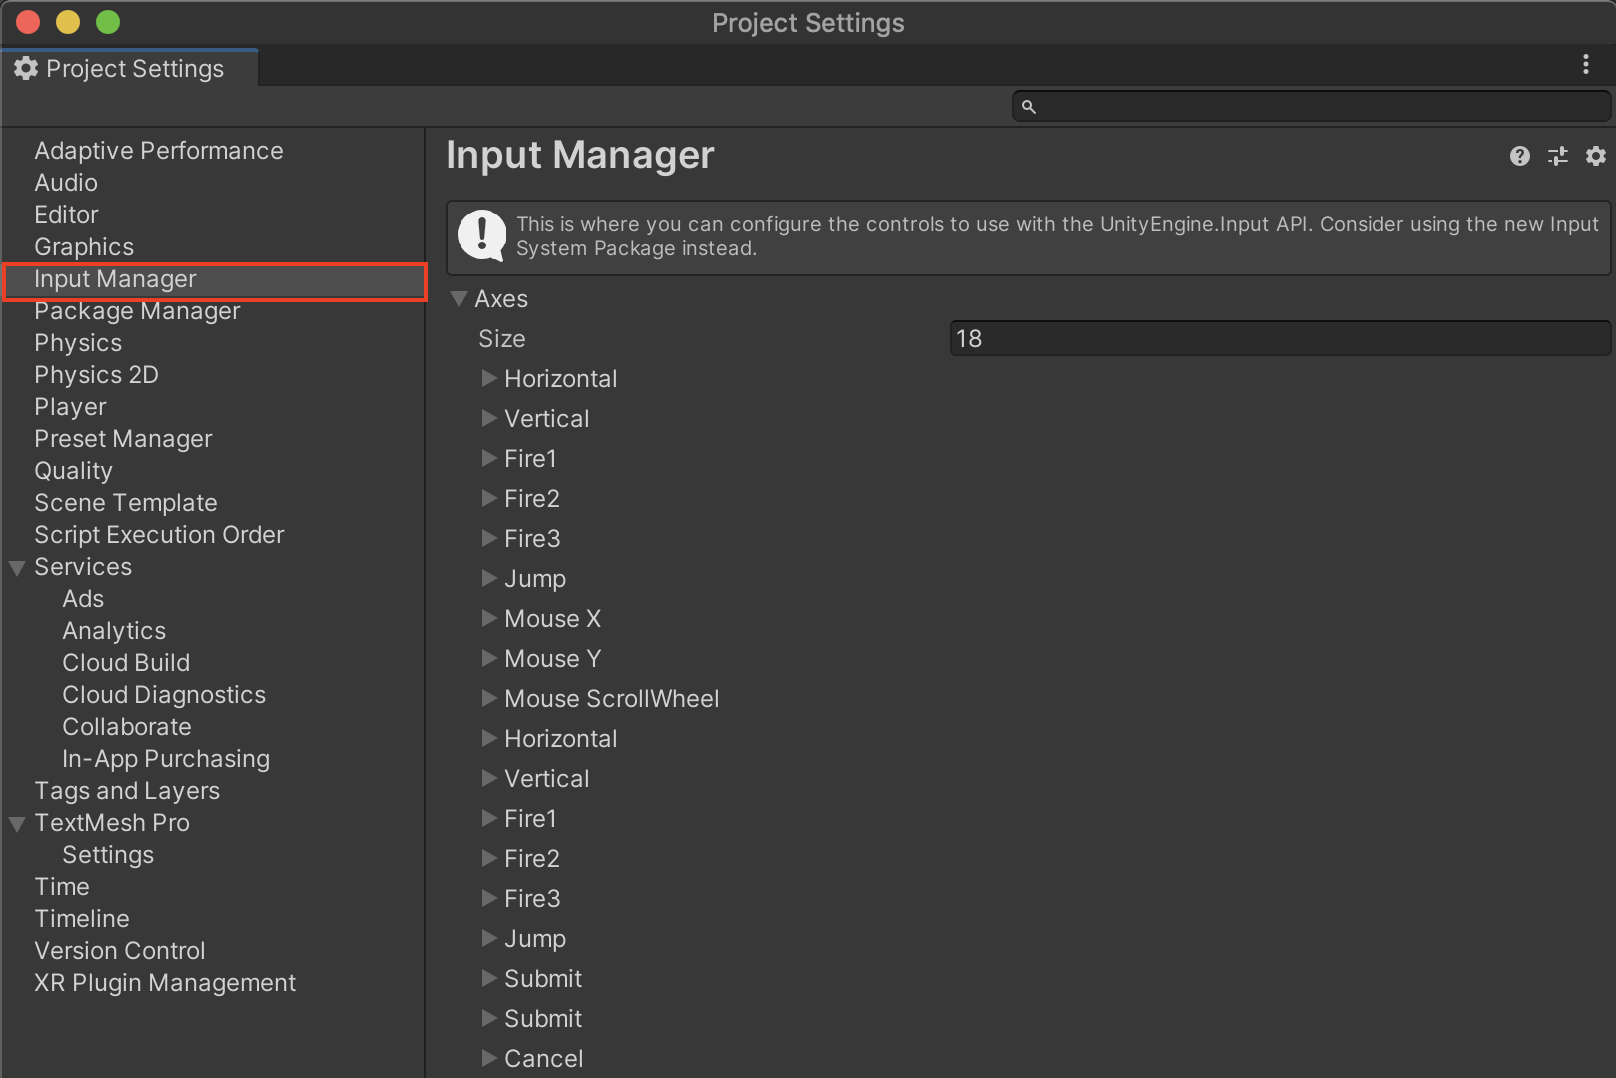 Project Settings
Project Settings
Adaptive Performance
Audio
Editor
Graphics
Input Manager
Package Manager
Physics
Physics 2D
Player
Preset Manager
Quality
Scene Template
Script Execution Order
Services
Ads
Analytics
Cloud Build
Cloud Diagnostics
Collaborate
In-App Purchasing
Tags and Layers
TextMesh Pro
Settings
Time
Timeline
Version Control
XR Plugin Management
Input Manager
This is where you can configure the controls to use with the UnityEngine.Input API. Consider using the new Input
System Package instead.
Axes
Size 18
Horizontal
Vertical
Fire1
Fire2
Fire3
Jump
Mouse X
Mouse Y
Mouse ScrollWheel
Horizontal
Vertical
Fire1
Fire2
Fire3
Jump
Submit
Submit
Cancel